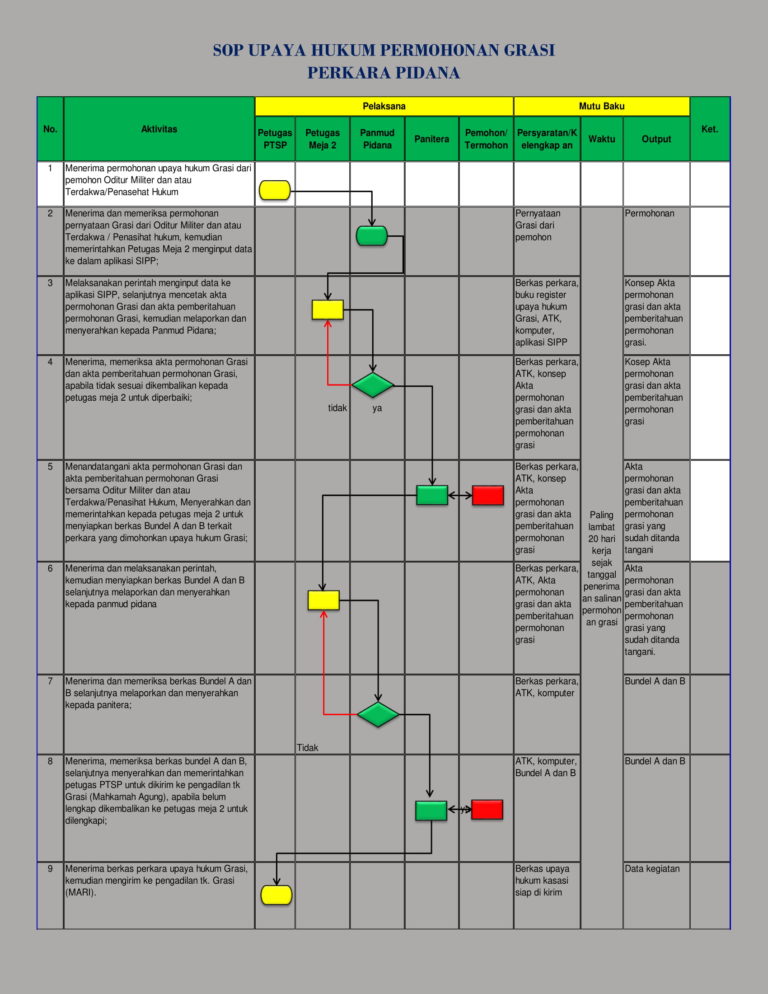 SOP UPAYA HUKUM PERMOHONAN GRASI
PERKARA PIDANA
No.
Aktivitas
Pelaksana
Mutu Baku
Ket.
Petugas
PTSP
Petugas
Meja 2
Panmud
Pidana
Panitera
Pemohon/
Termohon
Persyaratan/K
elengkap an
Waktu
Output
1
Menerima permohonan upaya hukum Grasi dari
pemohon Oditur Militer dan atau
Terdakwa/Penasehat Hukum
2
Menerima dan memeriksa permohonan
pernyataan Grasi dari Oditur Militer dan atau
Terdakwa / Penasihat hukum, kemudian
memerintahkan Petugas Meja 2 menginput data
ke dalam aplikasi SIPP;
Pernyataan
Grasi dari
pemohon
Permohonan
3
Melaksanakan perintah menginput data ke
aplikasi SIPP, selanjutnya mencetak akta
permohonan Grasi dan akta pemberitahuan
permohonan Grasi, kemudian melaporkan dan
menyerahkan kepada Panmud Pidana;
Berkas perkara,
buku register
upaya hukum
Grasi, ATK,
komputer,
aplikasi SIPP
Konsep Akta
permohonan
grasi dan akta
pemberitahuan
permohonan
grasi.
4
Menerima, memeriksa akta permohonan Grasi
dan akta pemberitahuan permohonan Grasi,
apabila tidak sesuai dikembalikan kepada
petugas meja 2 untuk diperbaiki;
tidak
ya
Berkas perkara,
ATK, konsep
Akta
permohonan
grasi dan akta
pemberitahuan
permohonan
grasi
Kosep Akta
permohonan
grasi dan akta
pemberitahuan
permohonan
grasi
5
Menandatangani akta permohonan Grasi dan
akta pemberitahuan permohonan Grasi
bersama Oditur Militer dan atau
Terdakwa/Penasihat Hukum, Menyerahkan dan
memerintahkan kepada petugas meja 2 untuk
menyiapkan berkas Bundel A dan B terkait
perkara yang dimohonkan upaya hukum Grasi;
Berkas perkara,
ATK, konsep
Akta
permohonan
grasi dan akta
pemberitahuan
permohonan
grasi
Paling
lambat
20 hari
kerja
sejak
tanggal
penerima
an salinan
permohon
an grasi
Akta
permohonan
grasi dan akta
pemberitahuan
permohonan
grasi yang
sudah ditanda
tangani
6
Menerima dan melaksanakan perintah,
kemudian menyiapkan berkas Bundel A dan B
selanjutnya melaporkan dan menyerahkan
kepada panmud pidana
Berkas perkara,
ATK, Akta
permohonan
grasi dan akta
pemberitahuan
permohonan
grasi
Akta
permohonan
grasi dan akta
pemberitahuan
permohonan
grasi yang
sudah ditanda
tangani.
7
Menerima dan memeriksa berkas Bundel A dan
B selanjutnya melaporkan dan menyerahkan
kepada panitera;
Tidak
Berkas perkara,
ATK, komputer
Bundel A dan B
8
Menerima, memeriksa berkas bundel A dan B,
selanjutnya menyerahkan dan memerintahkan
petugas PTSP untuk dikirim ke pengadilan tk
Grasi (Mahkamah Agung), apabila belum
lengkap dikembalikan ke petugas meja 2 untuk
dilengkapi;
ATK, komputer,
Bundel A dan B
Bundel A dan B
9
Menerima berkas perkara upaya hukum Grasi,
kemudian mengirim ke pengadilan tk. Grasi
(MARI).
Berkas upaya
hukum kasasi
siap di kirim
Data kegiatan